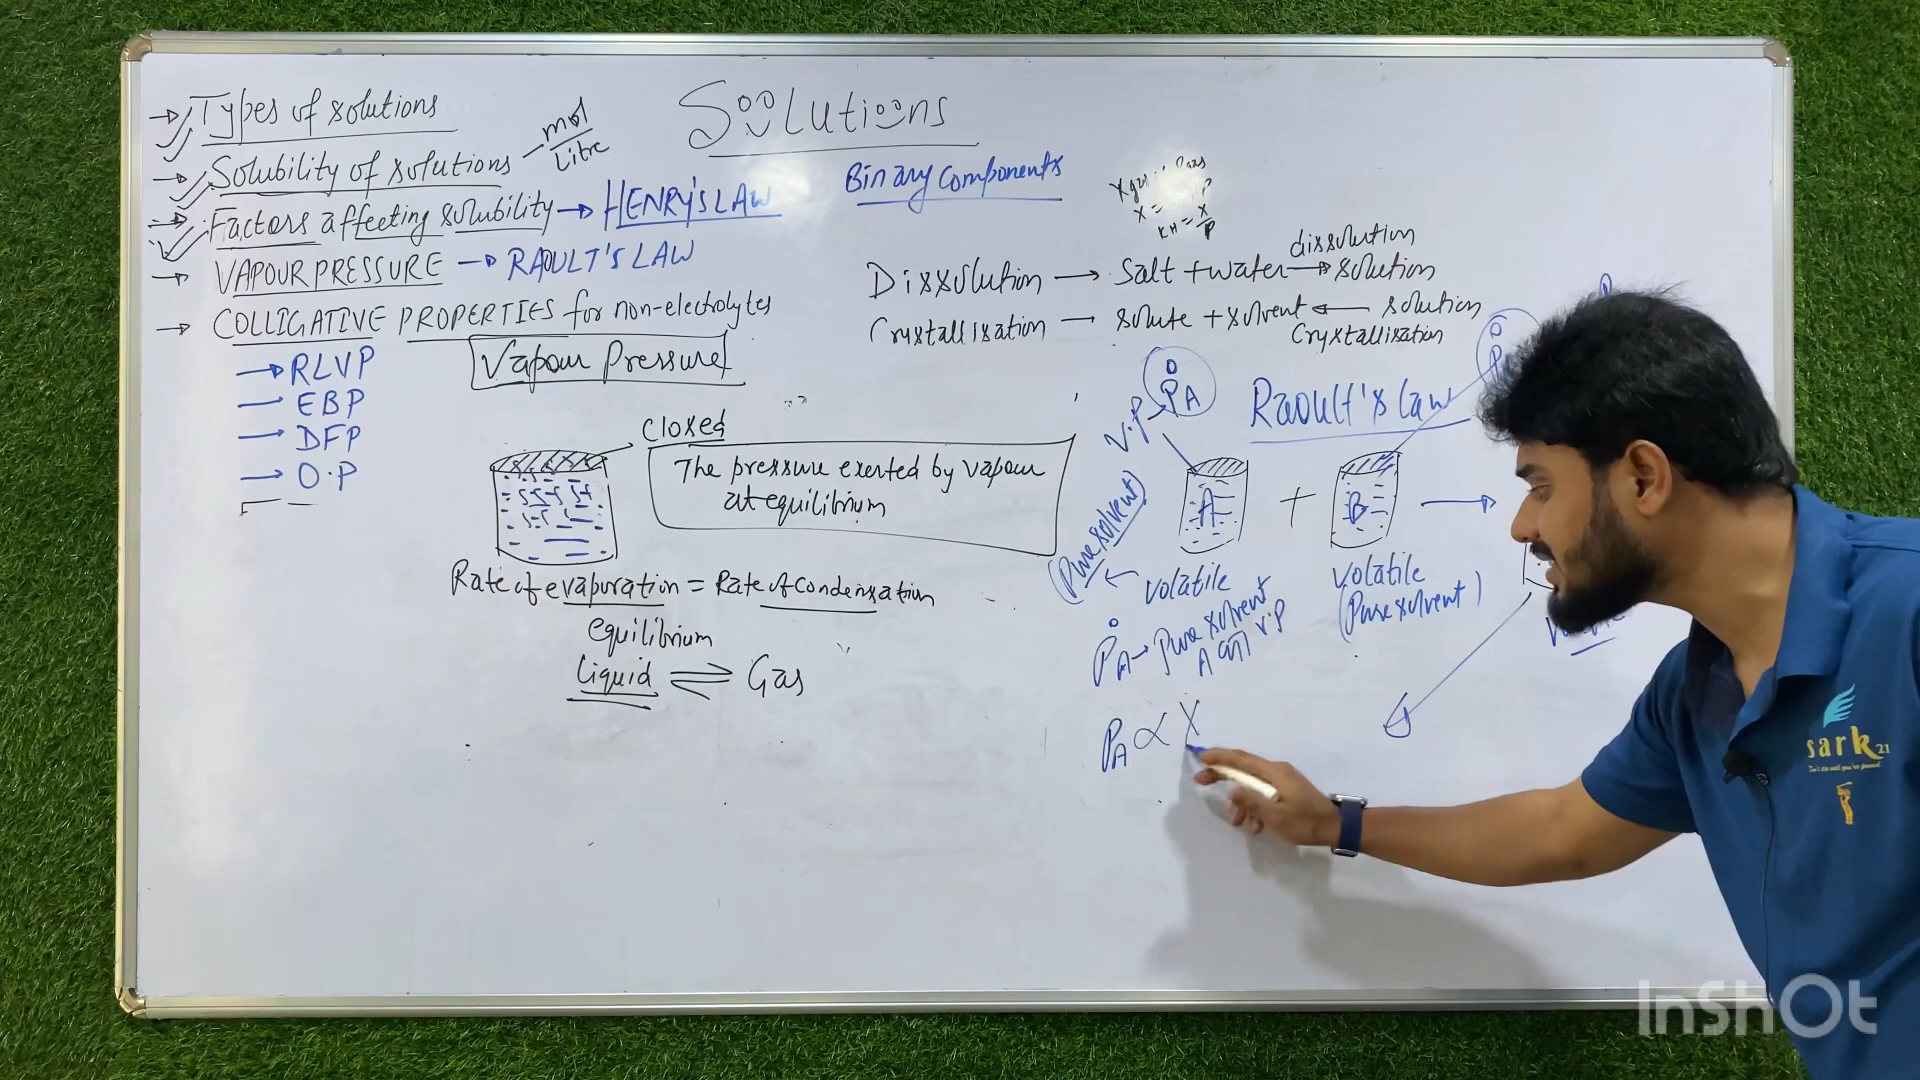 Solutions
→ Types of solutions
→ Solubility of solutions – mol/Litre
→ Factors affecting solubility → HENRY'S LAW
→ VAPOUR PRESSURE → RAOULT'S LAW
→ COLLIGATIVE PROPERTIES for non-electrolytes
→ RLVP
— EBP
→ DFP
→ O.P
Binary Components
KH = X/P
Dissolution → Salt + water → solution
dissolution
Crystallisation → solute + solvent ← solution
Crystallisation
Vapour Pressure
Closed
The pressure exerted by vapour
at equilibrium
Rate of evaporation = Rate of condensation
equilibrium
Liquid ⇌ Gas
Raoult's law
P°A
V.P
A + B →
(Pure solvent) ← volatile
volatile
(Pure solvent)
P°A → Pure solvent
A V.P
PA ∝ X
sark 21
InShOt